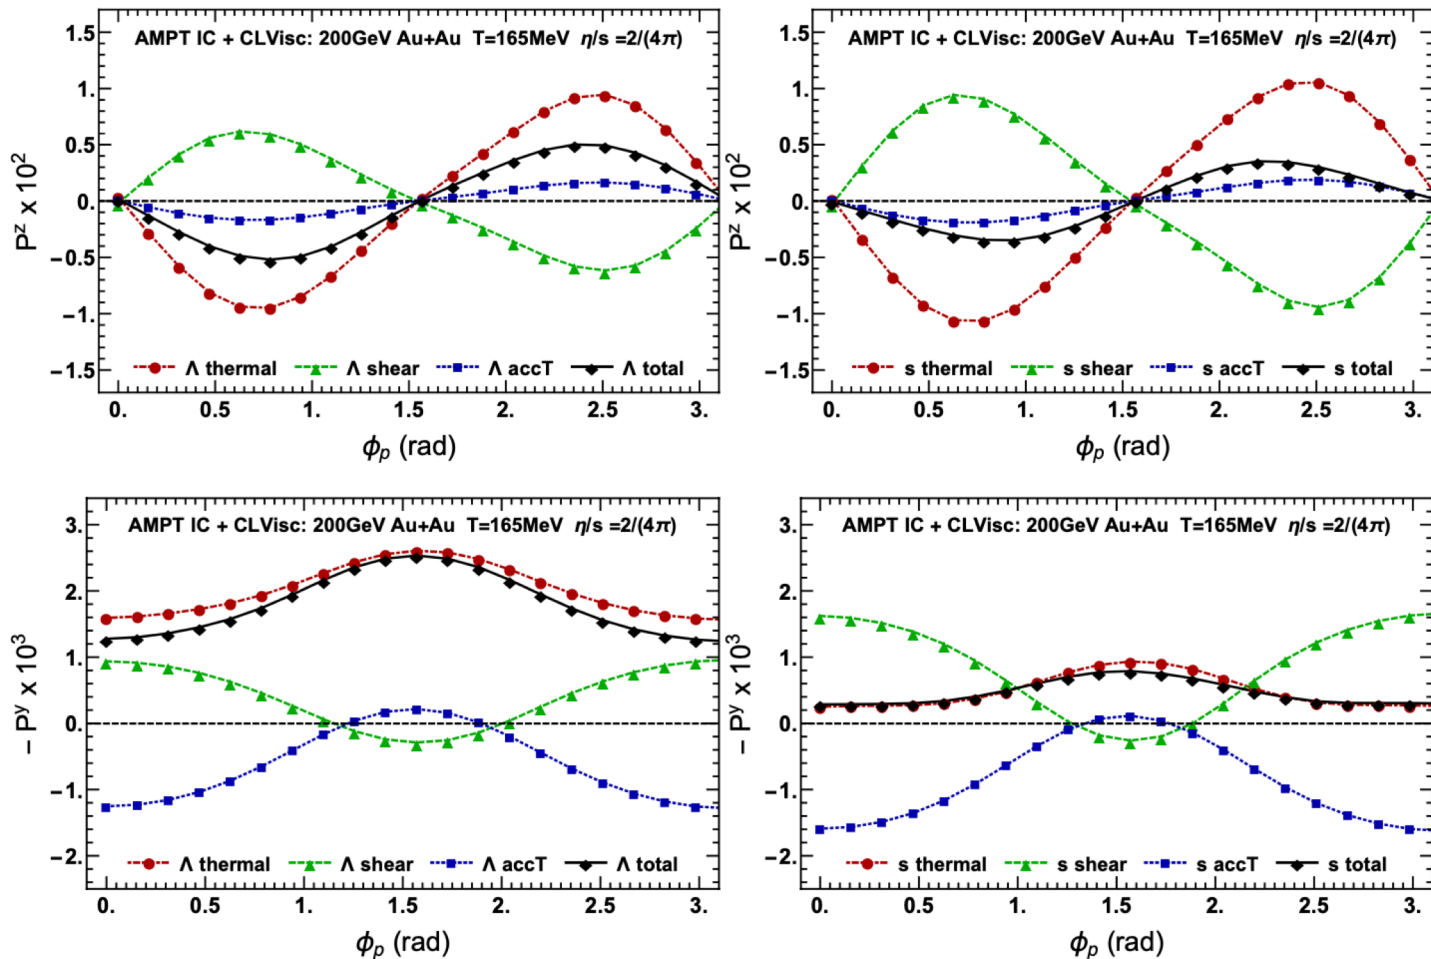 AMPT IC + CLVisc: 200GeV Au+Au T=165MeV η/s =2/(4π)
P^z x 10^2
1.5
1.
0.5
0.
−0.5
−1.
−1.5
Λ thermal Λ shear Λ accT Λ total
0. 0.5 1. 1.5 2. 2.5 3.
ϕ_p (rad)
AMPT IC + CLVisc: 200GeV Au+Au T=165MeV η/s =2/(4π)
P^z x 10^2
1.5
1.
0.5
0.
−0.5
−1.
−1.5
s thermal s shear s accT s total
0. 0.5 1. 1.5 2. 2.5 3.
ϕ_p (rad)
AMPT IC + CLVisc: 200GeV Au+Au T=165MeV η/s =2/(4π)
− P^y x 10^3
3.
2.
1.
0.
−1.
−2.
Λ thermal Λ shear Λ accT Λ total
0. 0.5 1. 1.5 2. 2.5 3.
ϕ_p (rad)
AMPT IC + CLVisc: 200GeV Au+Au T=165MeV η/s =2/(4π)
− P^y x 10^3
3.
2.
1.
0.
−1.
−2.
s thermal s shear s accT s total
0. 0.5 1. 1.5 2. 2.5 3.
ϕ_p (rad)